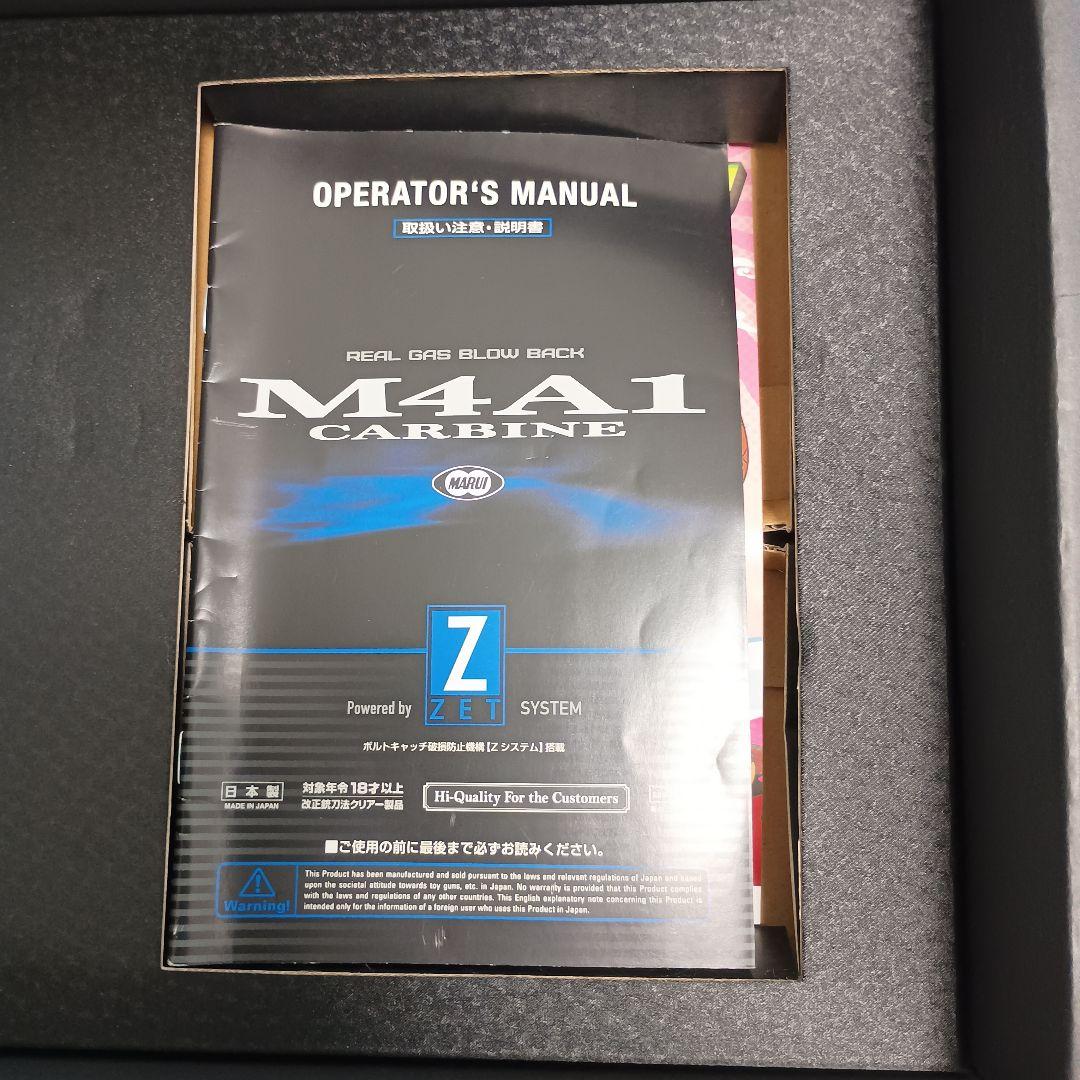 OPERATOR‘S MANUAL
取扱い注意・説明書
REAL GAS BLOW BACK
M4A1
CARBINE
MARUI
Z
Powered by ZET SYSTEM
ボルトキャッチ破損防止機構【Z システム】搭載
日本製
MADE IN JAPAN
対象年令18才以上
改正銃刀法クリアー製品
Hi-Quality For the Customers
■ご使用の前に最後まで必ずお読みください。
Warning!
This Product has been manufactured and sold pursuant to the laws and relevant regulations of Japan and based
upon the societal attitude towards toy guns, etc. in Japan. No warranty is provided that this Product complies
with the laws and regulations of any other countries. This English explanatory note concerning this Product is
intended only for the information of a foreign user who uses this Product in Japan.